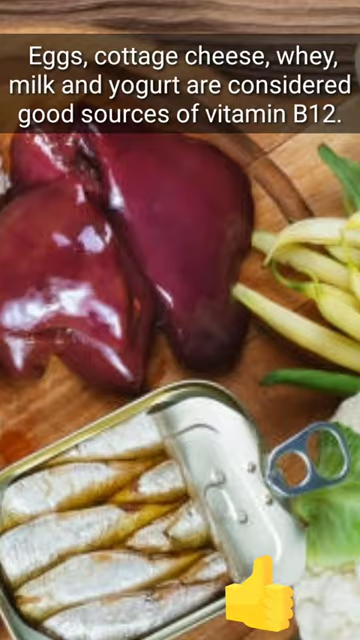 Eggs, cottage cheese, whey,
milk and yogurt are considered
good sources of vitamin B12.